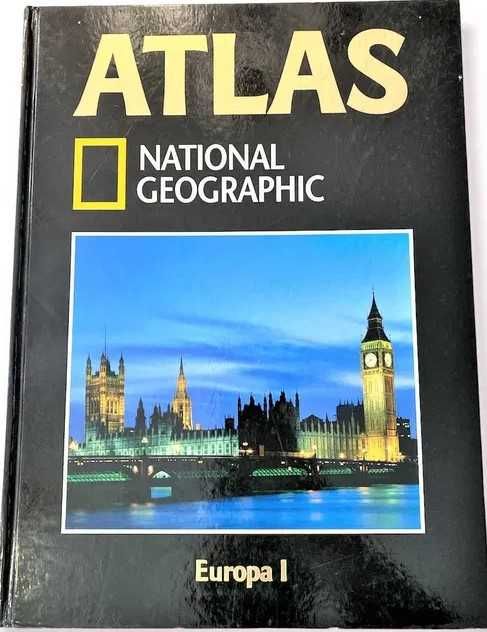 ATLAS
NATIONAL
GEOGRAPHIC
Europa I